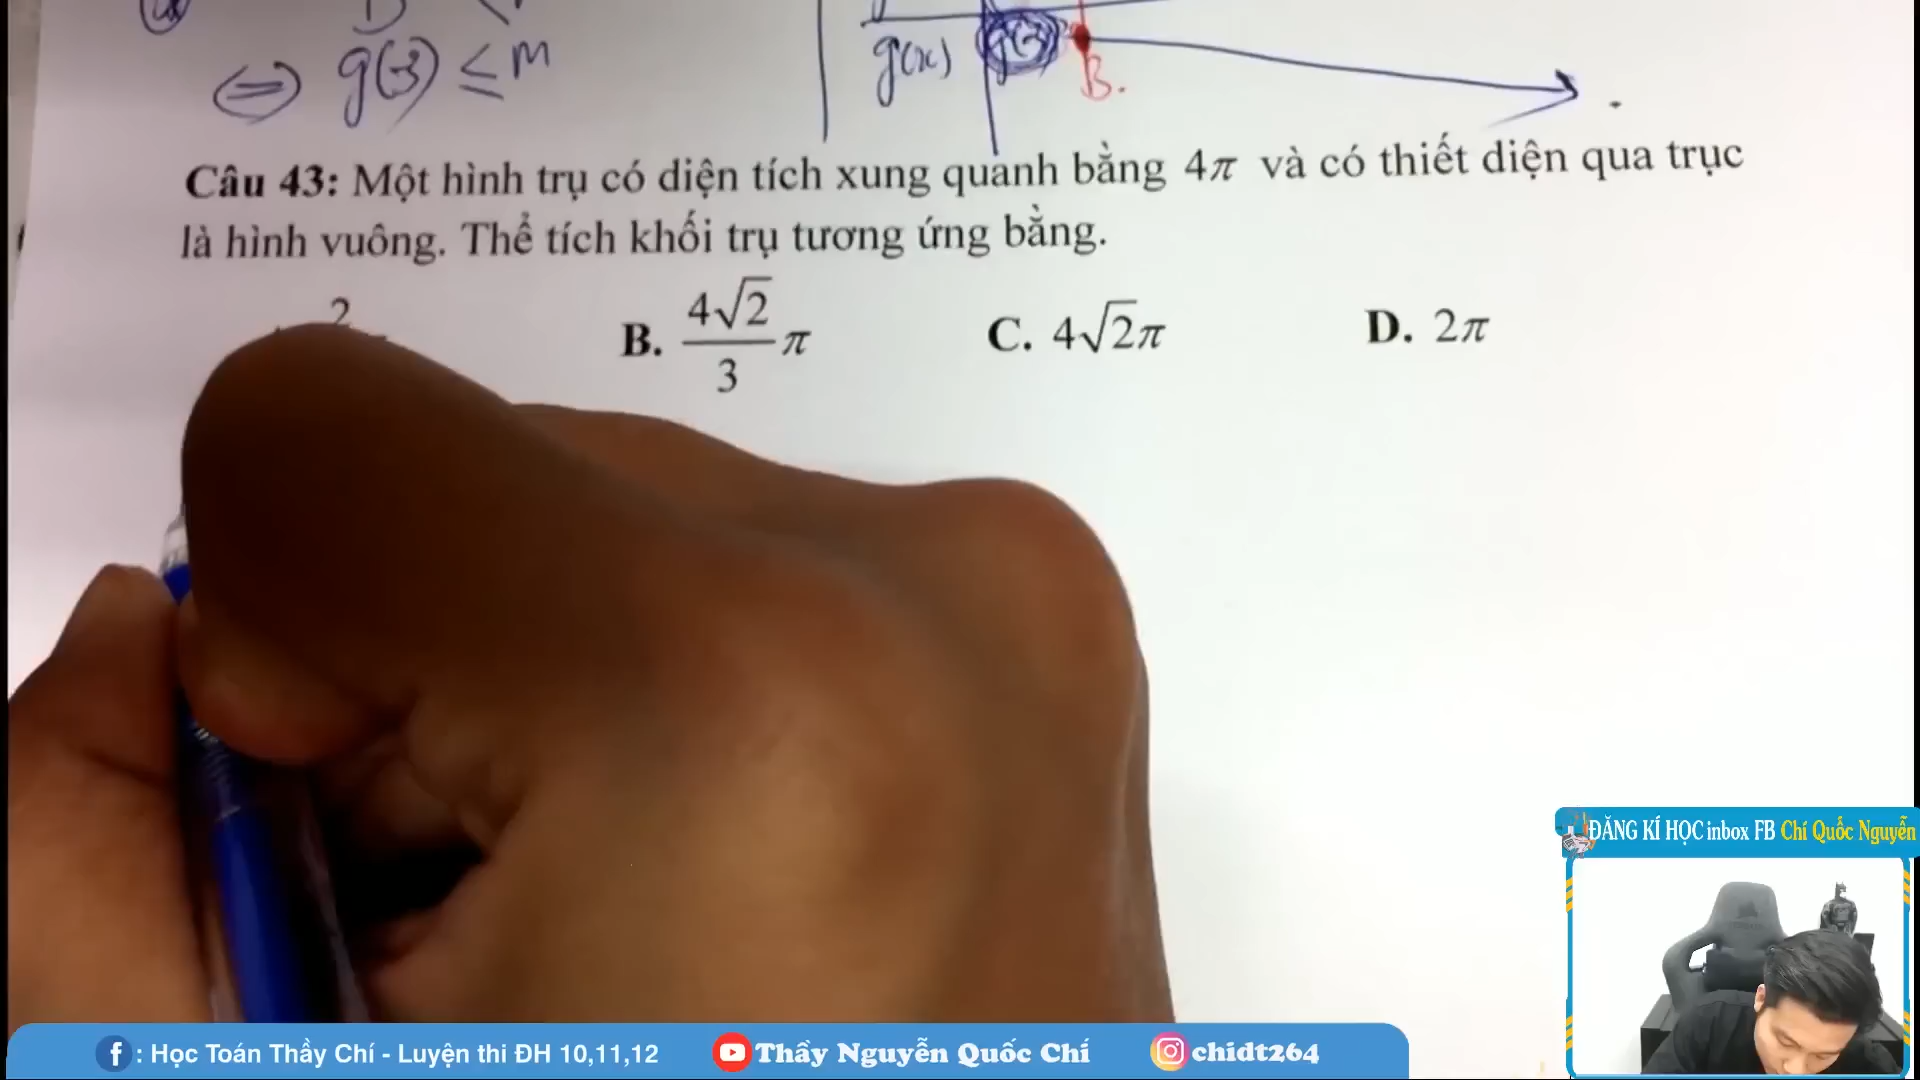 ⇔ g(-3) ≤ m
g(x)
B.
Câu 43: Một hình trụ có diện tích xung quanh bằng 4π và có thiết diện qua trục
là hình vuông. Thể tích khối trụ tương ứng bằng.
2
B. 4√2/3 π
C. 4√2π
D. 2π
ĐĂNG KÍ HỌC inbox FB Chí Quốc Nguyễn
f : Học Toán Thầy Chí - Luyện thi ĐH 10,11,12
Thầy Nguyễn Quốc Chí
chidt264